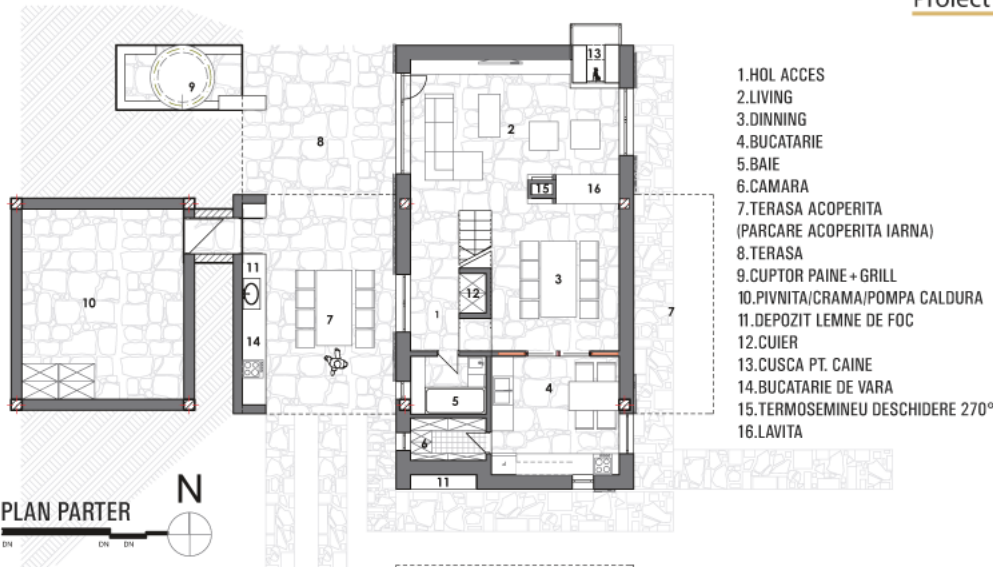 Proiect
1.HOL ACCES
2.LIVING
3.DINNING
4.BUCATARIE
5.BAIE
6.CAMARA
7.TERASA ACOPERITA
(PARCARE ACOPERITA IARNA)
8.TERASA
9.CUPTOR PAINE+GRILL
10.PIVNITA/CRAMA/POMPA CALDURA
11.DEPOZIT LEMNE DE FOC
12.CUIER
13.CUSCA PT. CAINE
14.BUCATARIE DE VARA
15.TERMOSEMINEU DESCHIDERE 270°
16.LAVITA
13
9
2
8
15
16
11
12
3
10
7
1
7
14
4
5
6
11
N
PLAN PARTER
DN
DN
DN